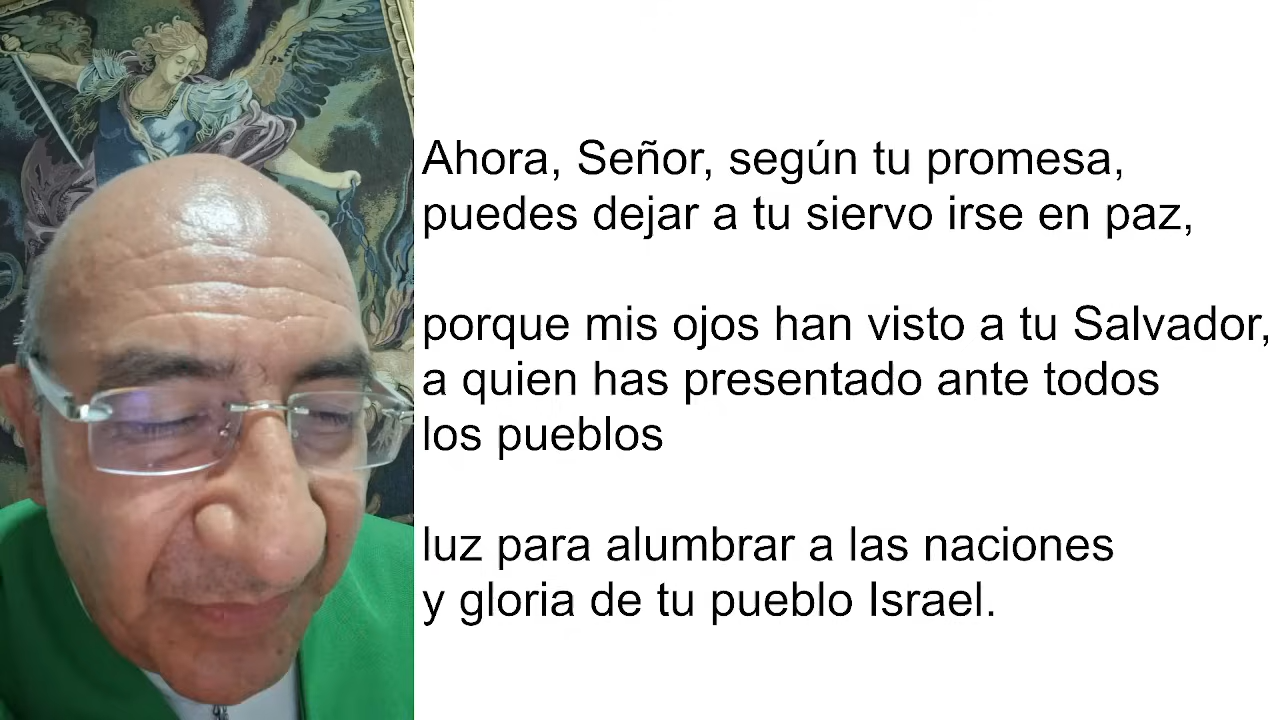 Ahora, Señor, según tu promesa,
puedes dejar a tu siervo irse en paz,
porque mis ojos han visto a tu Salvador,
a quien has presentado ante todos
los pueblos
luz para alumbrar a las naciones
y gloria de tu pueblo Israel.